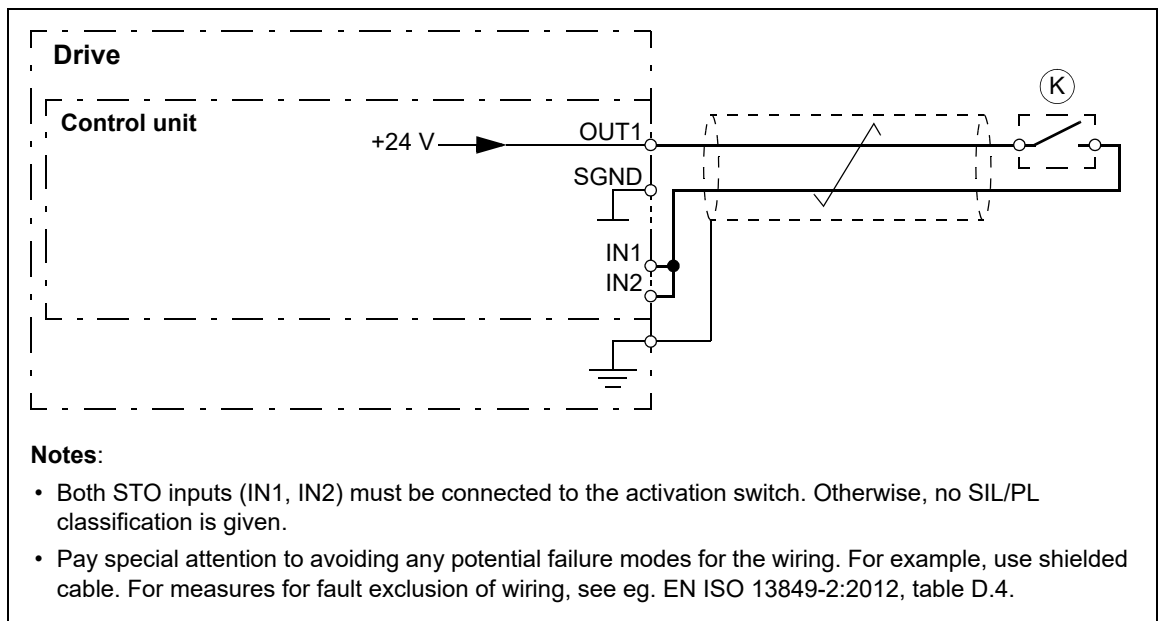 Drive
K
Control unit
+24 V
OUT1
SGND
IN1
IN2
Notes:
• Both STO inputs (IN1, IN2) must be connected to the activation switch. Otherwise, no SIL/PL
classification is given.
• Pay special attention to avoiding any potential failure modes for the wiring. For example, use shielded
cable. For measures for fault exclusion of wiring, see eg. EN ISO 13849-2:2012, table D.4.